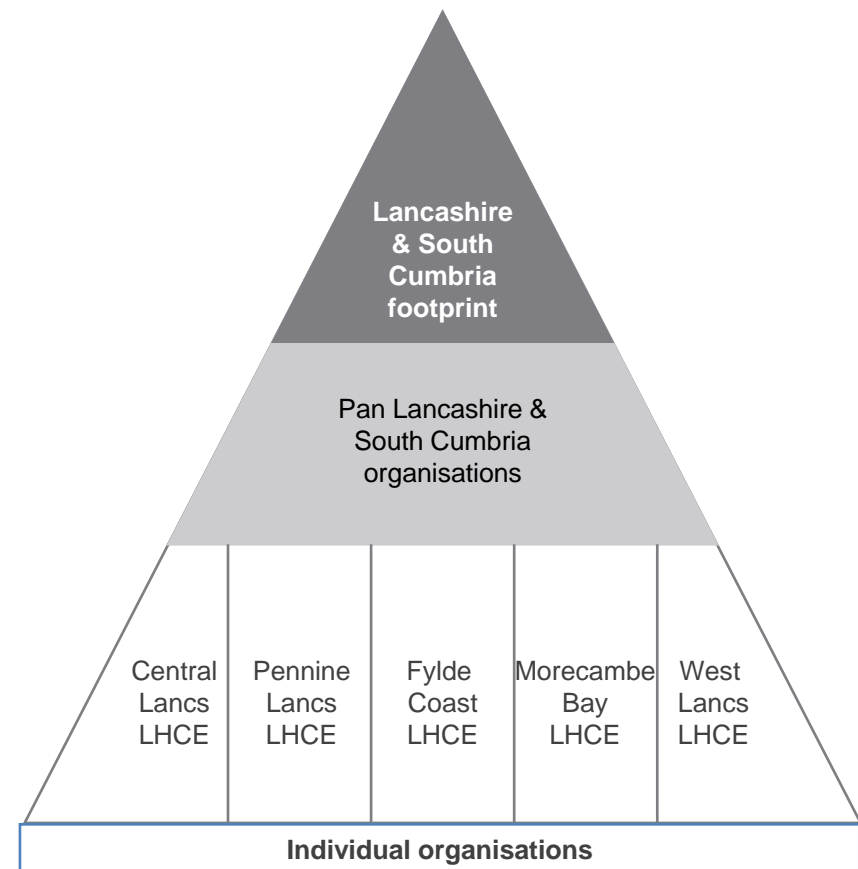 Lancashire
& South
Cumbria
footprint
Pan Lancashire &
South Cumbria
organisations
Central
Lancs
LHCE
Pennine
Lancs
LHCE
Fylde
Coast
LHCE
Morecambe
Bay
LHCE
West
Lancs
LHCE
Individual organisations